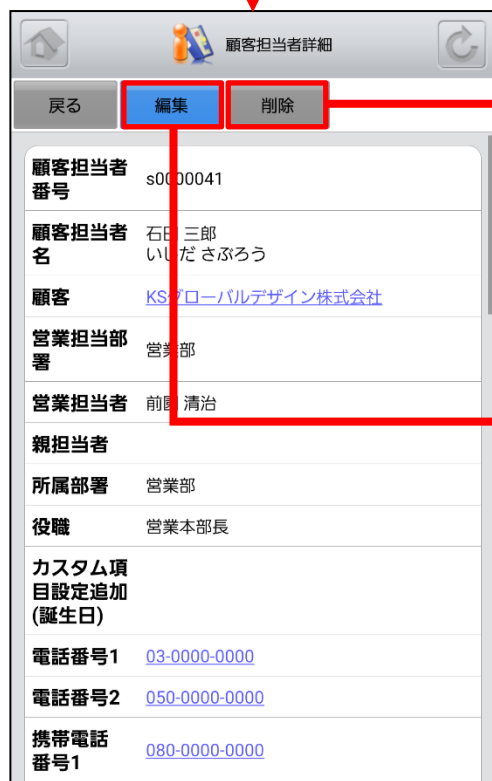 顧客担当者詳細
戻る 編集 削除
顧客担当者
番号
s0000041
顧客担当者
名
石田 三郎
いしだ さぶろう
顧客 KSグローバルデザイン株式会社
営業担当部
署
営業部
営業担当者 前園 清治
親担当者
所属部署 営業部
役職 営業本部長
カスタム項
目設定追加
(誕生日)
電話番号1 03-0000-0000
電話番号2 050-0000-0000
携帯電話
番号1
080-0000-0000